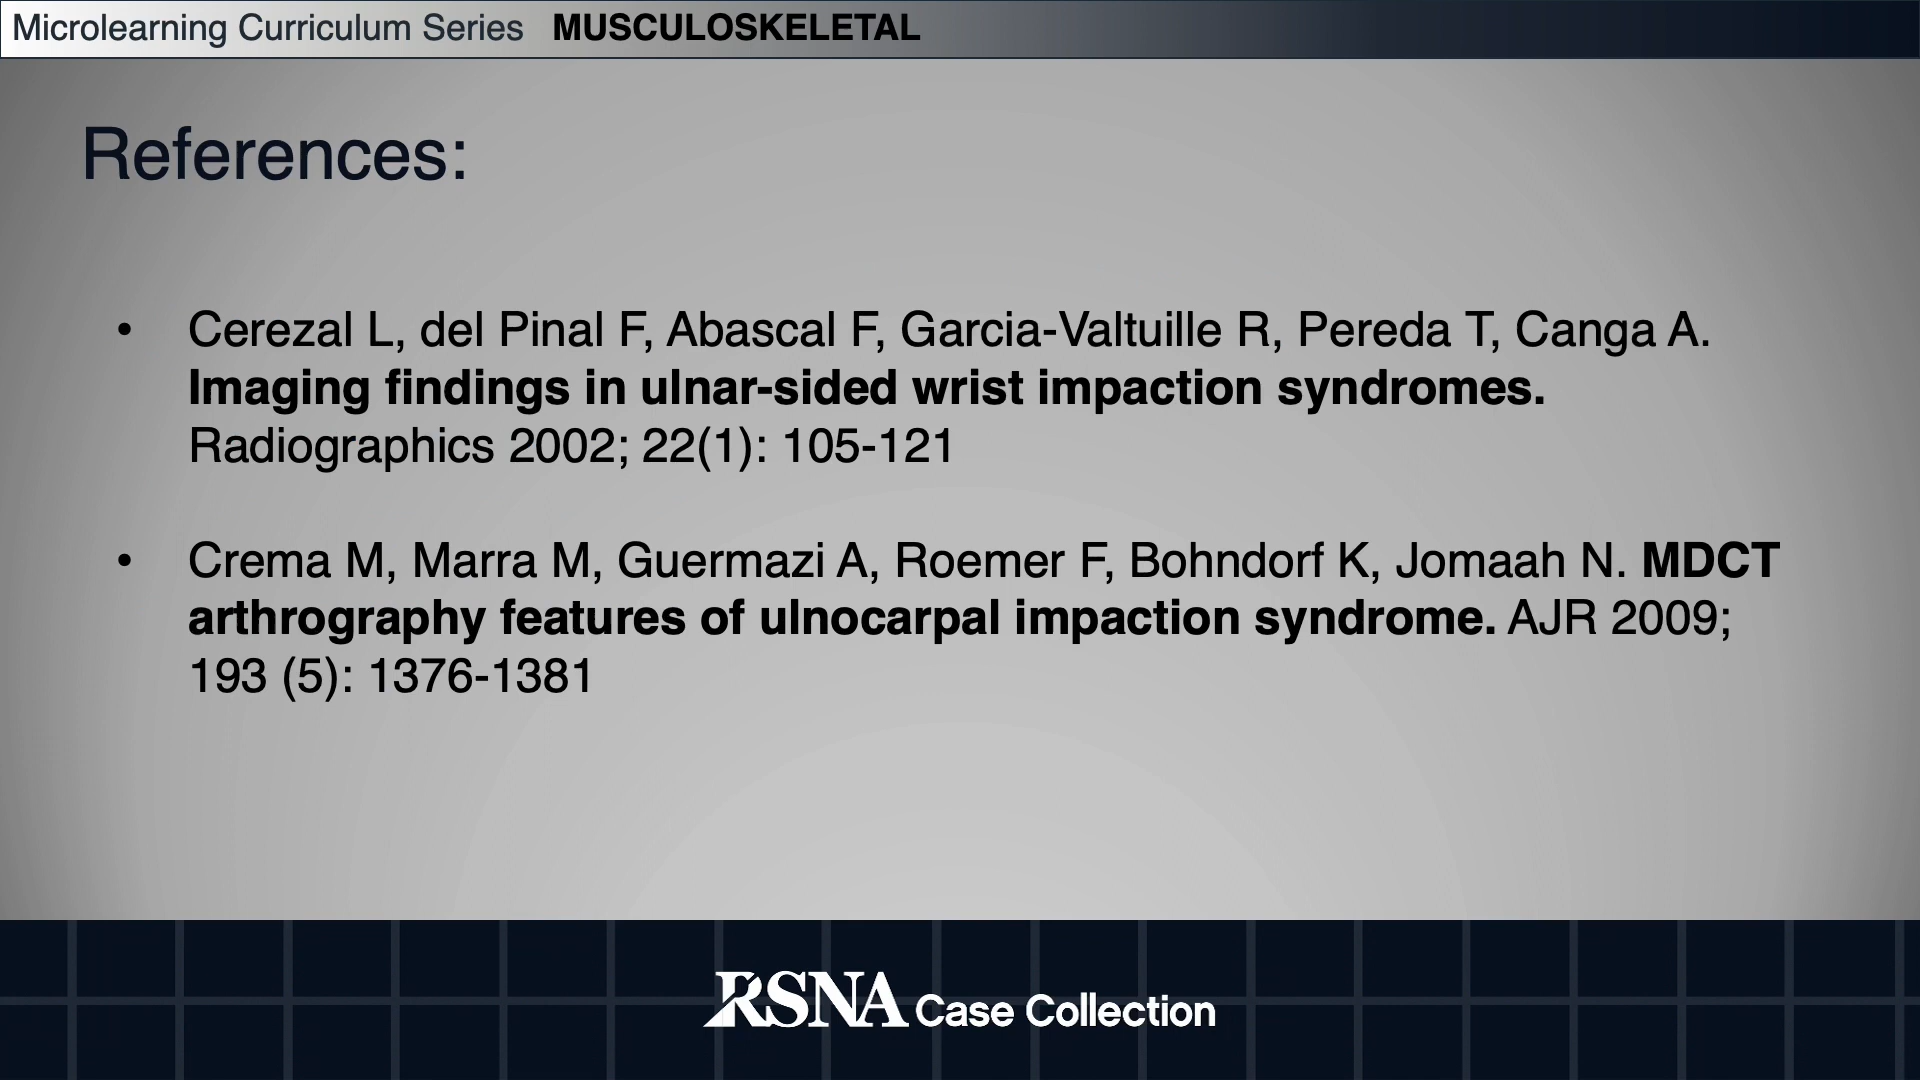 Microlearning Curriculum Series MUSCULOSKELETAL
References:
• Cerezal L, del Pinal F, Abascal F, Garcia-Valtuille R, Pereda T, Canga A.
Imaging findings in ulnar-sided wrist impaction syndromes.
Radiographics 2002; 22(1): 105-121
• Crema M, Marra M, Guermazi A, Roemer F, Bohndorf K, Jomaah N. MDCT
arthrography features of ulnocarpal impaction syndrome. AJR 2009;
193 (5): 1376-1381
RSNA Case Collection